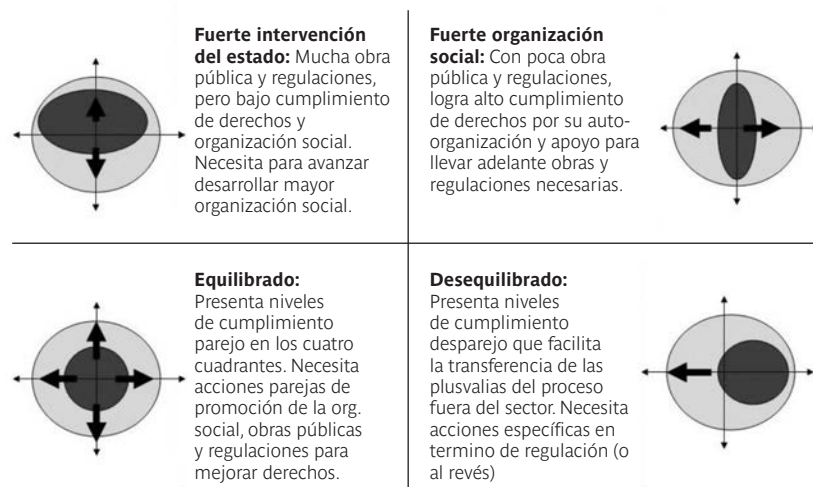 Fuerte intervención
del estado: Mucha obra
pública y regulaciones,
pero bajo cumplimiento
de derechos y
organización social.
Necesita para avanzar
desarrollar mayor
organización social.
Fuerte organización
social: Con poca obra
pública y regulaciones,
logra alto cumplimiento
de derechos por su auto-
organización y apoyo para
llevar adelante obras y
regulaciones necesarias.
Equilibrado:
Presenta niveles
de cumplimiento
parejo en los cuatro
cuadrantes. Necesita
acciones parejas de
promoción de la org.
social, obras públicas
y regulaciones para
mejorar derechos.
Desequilibrado:
Presenta niveles
de cumplimiento
desparejo que facilita
la transferencia de las
plusvalias del proceso
fuera del sector. Necesita
acciones específicas en
termino de regulación (o
al revés)